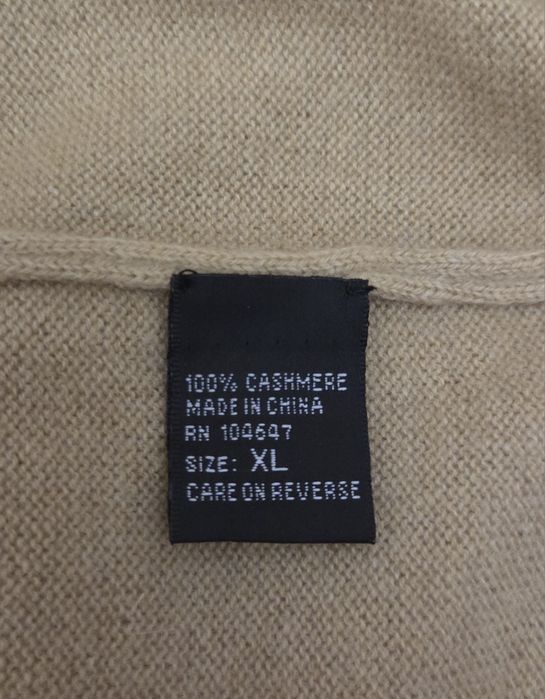 100% CASHMERE
MADE IN CHINA
RN 104647
SIZE: XL
CARE ON REVERSE